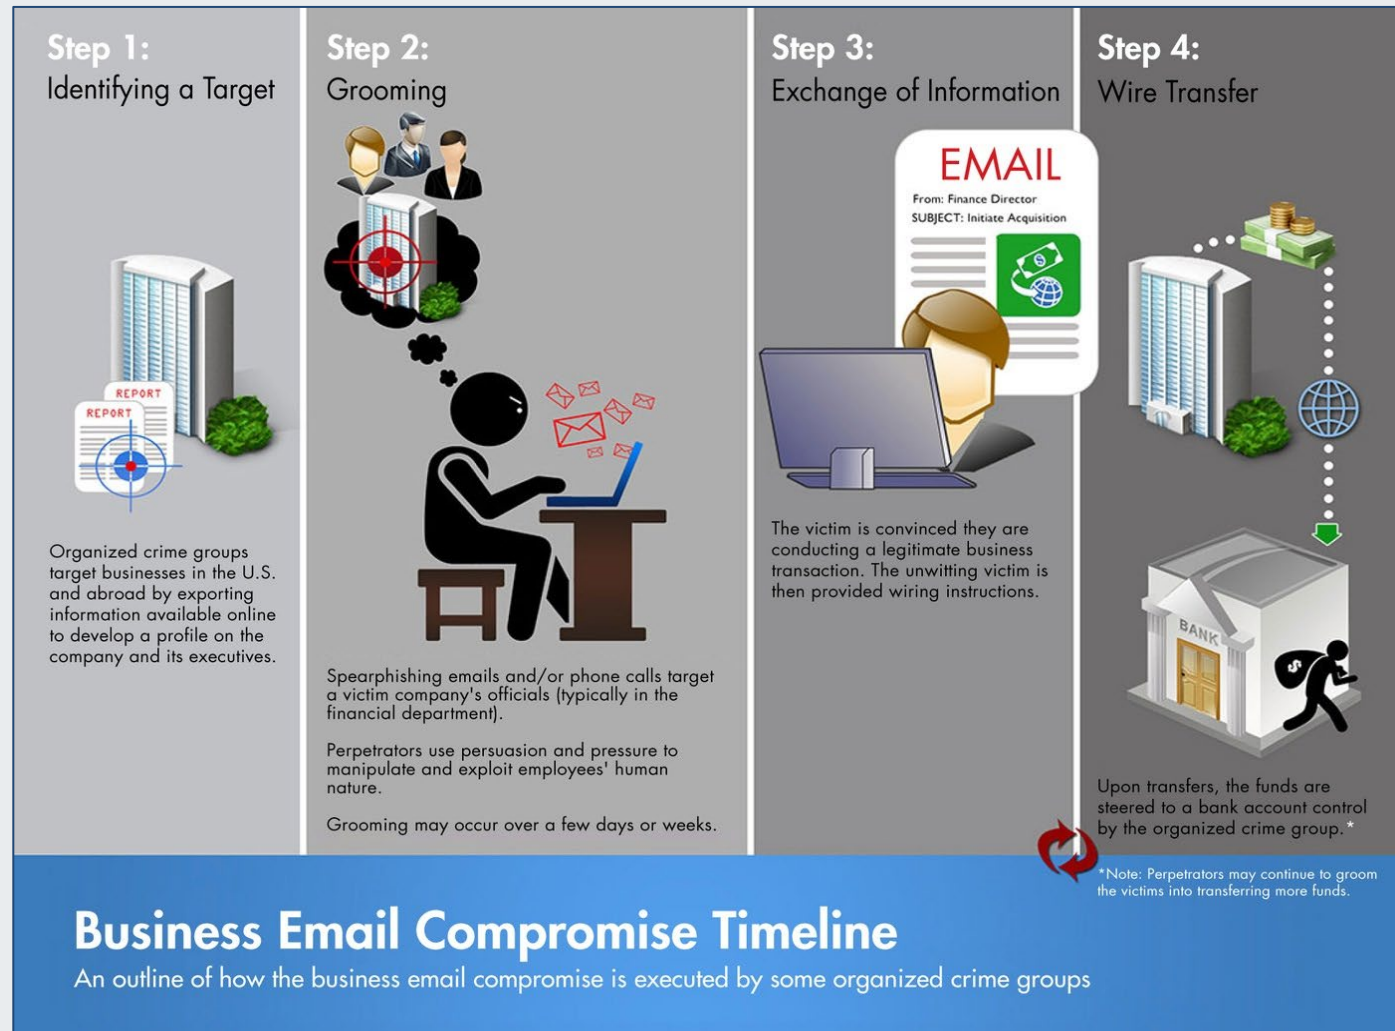 Step 1:
Identifying a Target
REPORT
REPORT
Organized crime groups
target businesses in the U.S.
and abroad by exporting
information available online
to develop a profile on the
company and its executives.
Step 2:
Grooming
Spearphishing emails and/or phone calls target
a victim company's officials (typically in the
financial department).
Perpetrators use persuasion and pressure to
manipulate and exploit employees' human
nature.
Grooming may occur over a few days or weeks.
Step 3:
Exchange of Information
EMAIL
From: Finance Director
SUBJECT: Initiate Acquisition
$
The victim is convinced they are
conducting a legitimate business
transaction. The unwitting victim is
then provided wiring instructions.
Step 4:
Wire Transfer
BANK
$
Upon transfers, the funds are
steered to a bank account control
by the organized crime group.*
*Note: Perpetrators may continue to groom
the victims into transferring more funds.
Business Email Compromise Timeline
An outline of how the business email compromise is executed by some organized crime groups